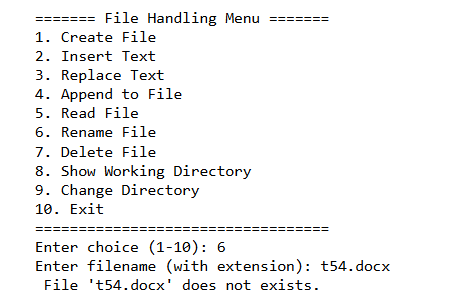 ======= File Handling Menu =======
1. Create File
2. Insert Text
3. Replace Text
4. Append to File
5. Read File
6. Rename File
7. Delete File
8. Show Working Directory
9. Change Directory
10. Exit
==================================
Enter choice (1-10): 6
Enter filename (with extension): t54.docx
 File 't54.docx' does not exists.